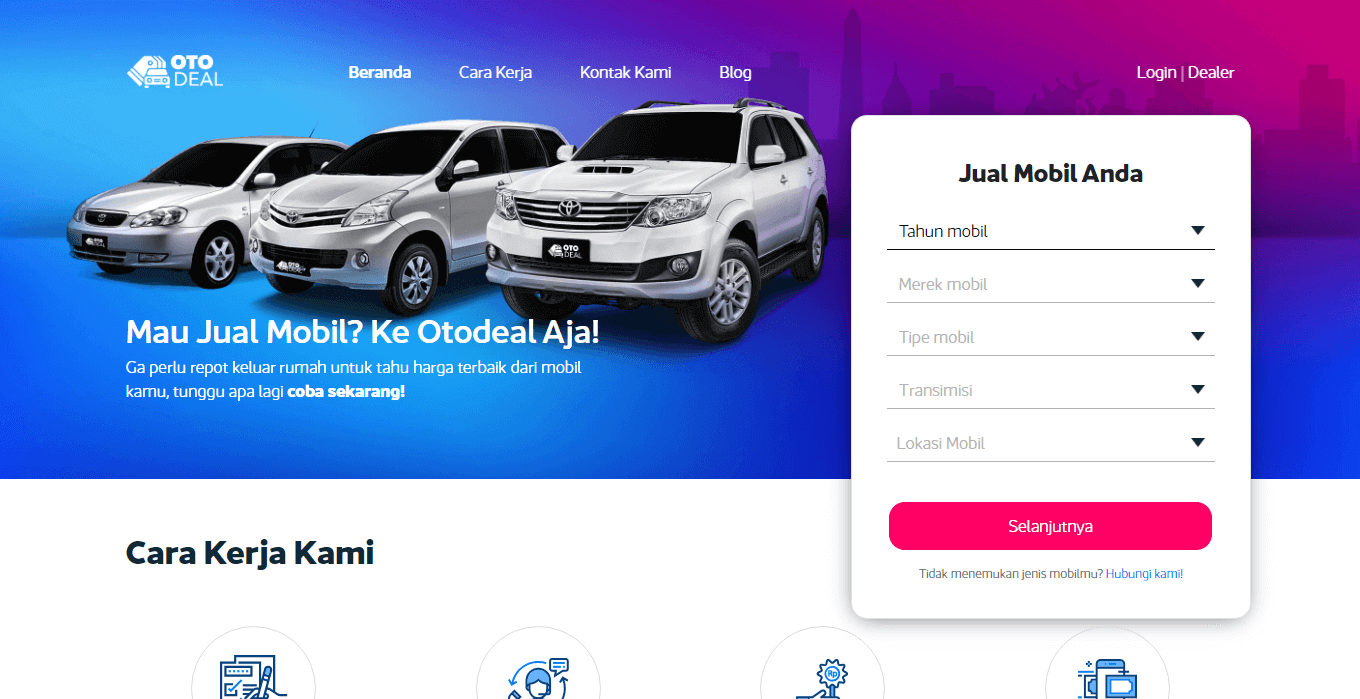 OTO
DEAL
Beranda
Cara Kerja
Kontak Kami
Blog
Login | Dealer
OTO
DEAL
Mau Jual Mobil? Ke Otodeal Aja!
Ga perlu repot keluar rumah untuk tahu harga terbaik dari mobil
kamu, tunggu apa lagi coba sekarang!
Jual Mobil Anda
Tahun mobil
Merek mobil
Tipe mobil
Transimisi
Lokasi Mobil
Selanjutnya
Tidak menemukan jenis mobilmu? Hubungi kami!
Cara Kerja Kami
Rp